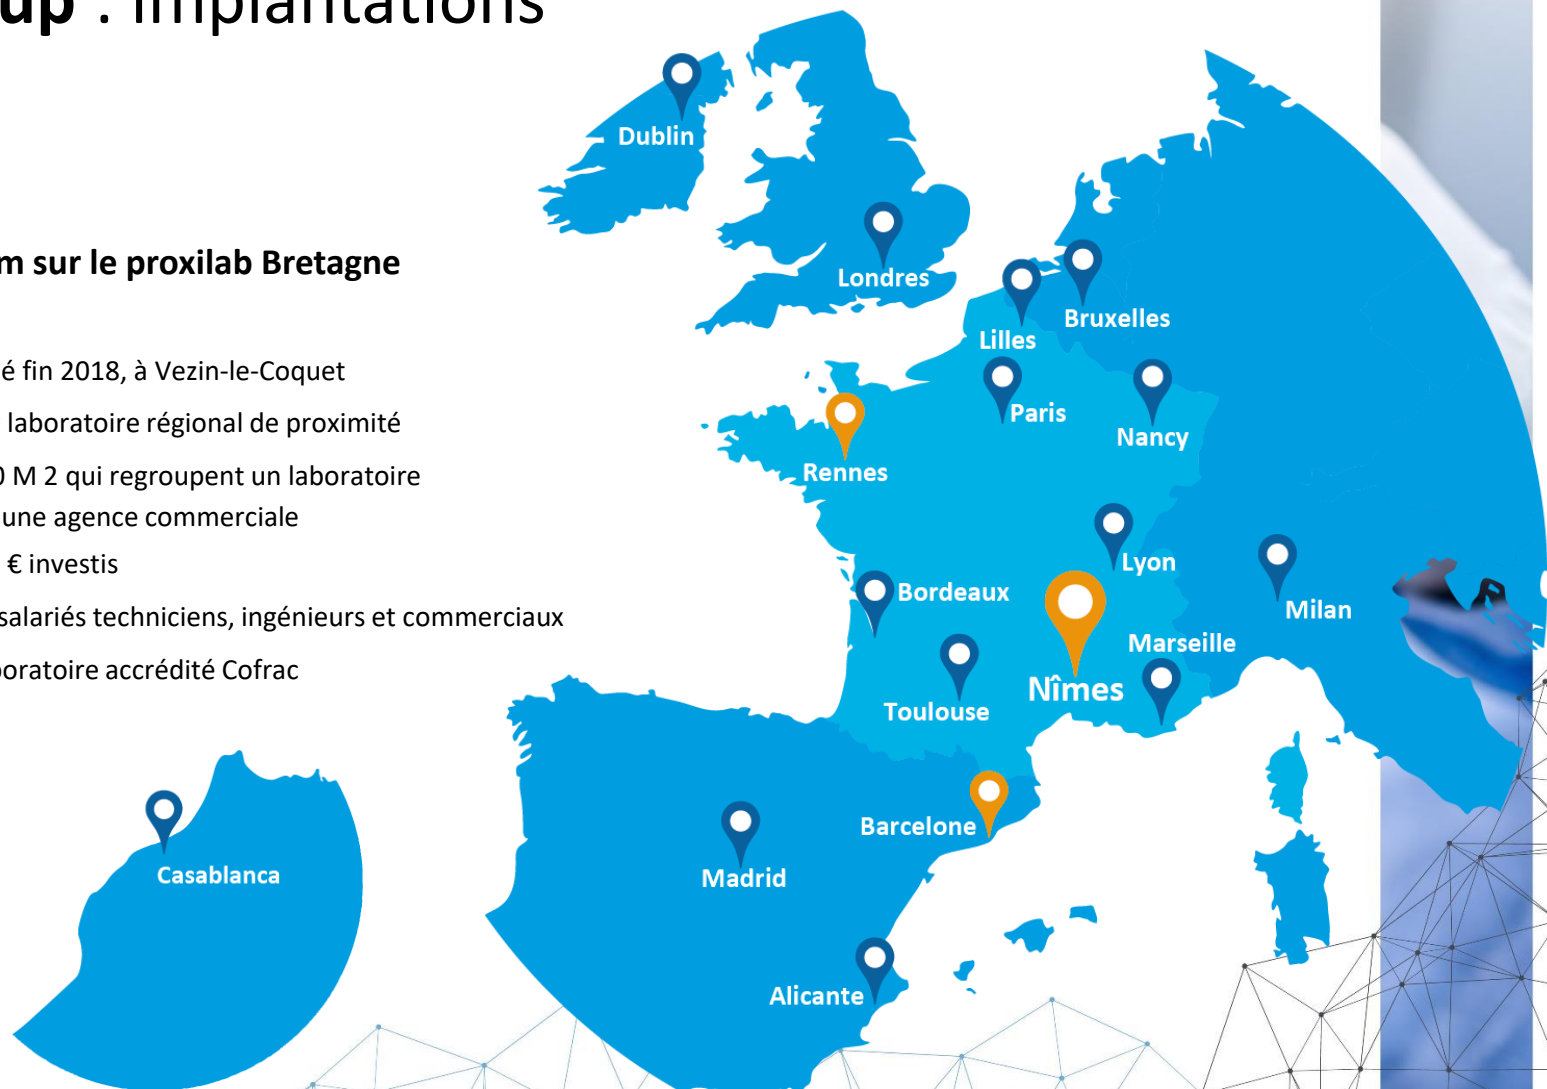 up : Implantations
m sur le proxilab Bretagne
é fin 2018, à Vezin-le-Coquet
laboratoire régional de proximité
0 M 2 qui regroupent un laboratoire
une agence commerciale
€ investis
salariés techniciens, ingénieurs et commerciaux
oratoire accrédité Cofrac
Dublin
Londres
Bruxelles
Lilles
Paris
Nancy
Rennes
Lyon
Bordeaux
Milan
Marseille
Nîmes
Toulouse
Barcelone
Casablanca
Madrid
Alicante